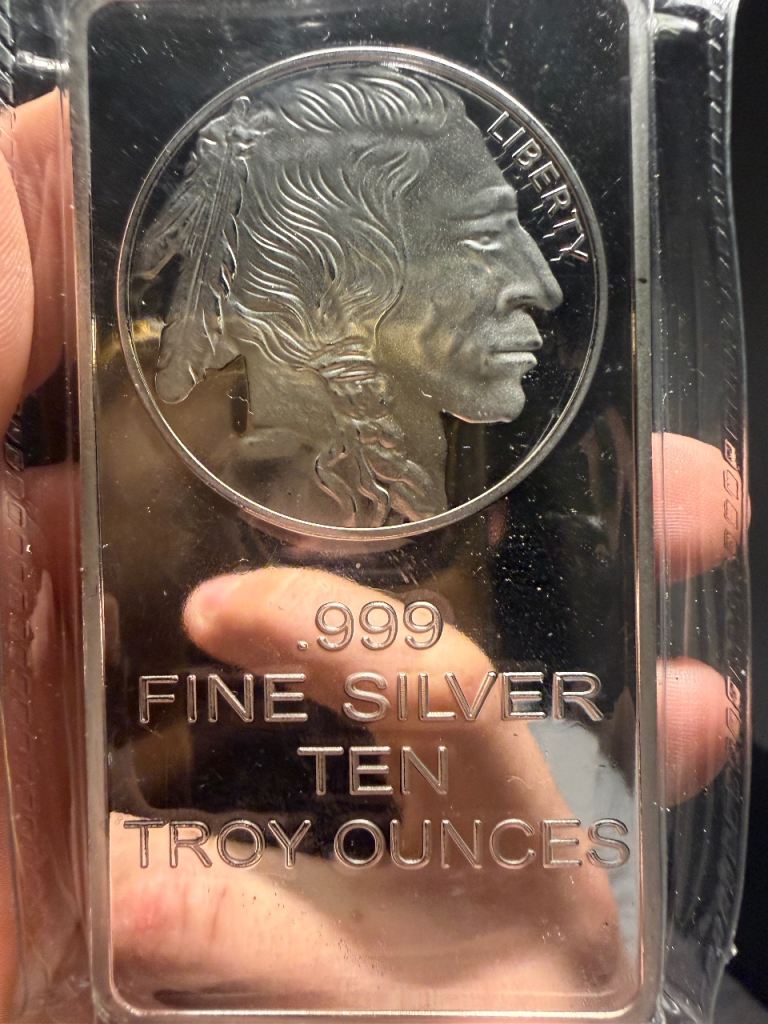 LIBERTY
.999
FINE SILVER
TEN
TROY OUNCES